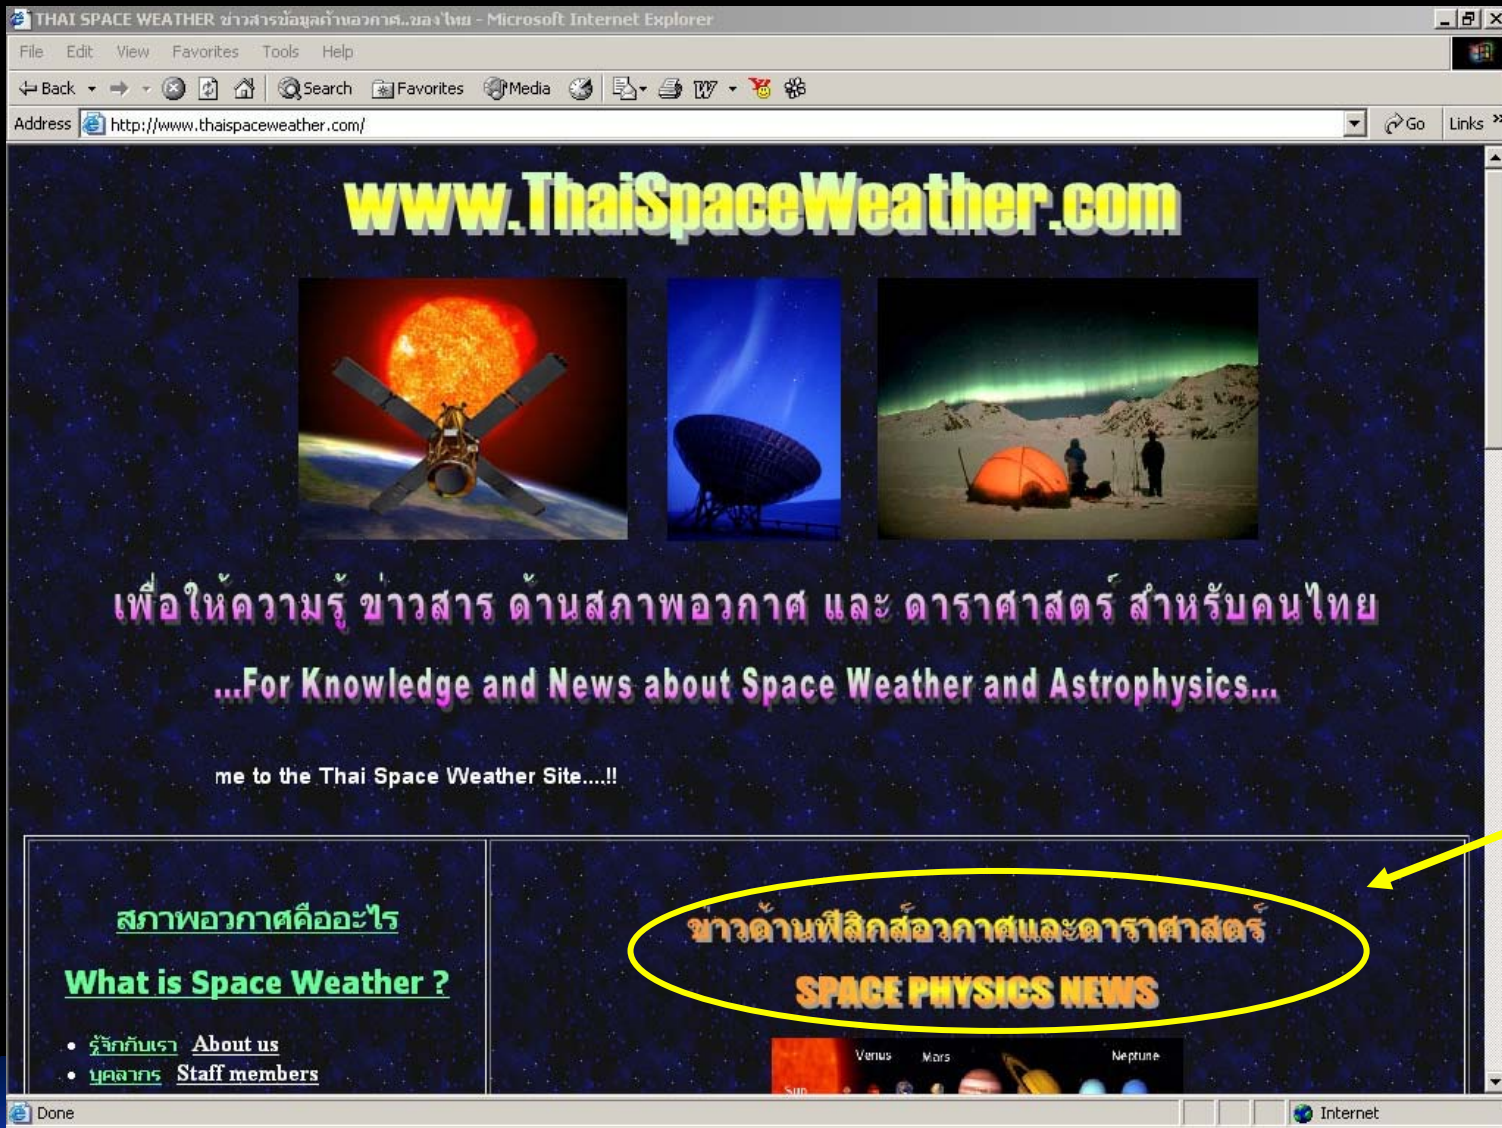 THAI SPACE WEATHER ข่าวสารข้อมูลด้านอวกาศ..ของไทย - Microsoft Internet Explorer
File Edit View Favorites Tools Help
Back Search Favorites Media
Address http://www.thaispaceweather.com/ Go Links »
www.ThaiSpaceWeather.com
เพื่อให้ความรู้ ข่าวสาร ด้านสภาพอวกาศ และ ดาราศาสตร์ สำหรับคนไทย
...For Knowledge and News about Space Weather and Astrophysics...
me to the Thai Space Weather Site....!!
สภาพอวกาศคืออะไร
What is Space Weather ?
• รู้จักกับเรา About us
• บุคลากร Staff members
ข่าวด้านฟิสิกส์อวกาศและดาราศาสตร์
SPACE PHYSICS NEWS
Venus Mars Neptune
Sun
Done Internet